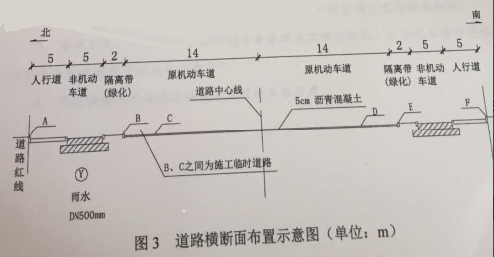 北
南
5 5 2 14 14 2 5 5
人行道 非机动车道 隔离带(绿化) 原机动车道 原机动车道 隔离带(绿化) 非机动车道 人行道
道路中心线
5cm 沥青混凝土
A B C D E F
道路红线
B、C之间为施工临时道路
Y
雨水
DN500mm
图 3 道路横断面布置示意图(单位：m)